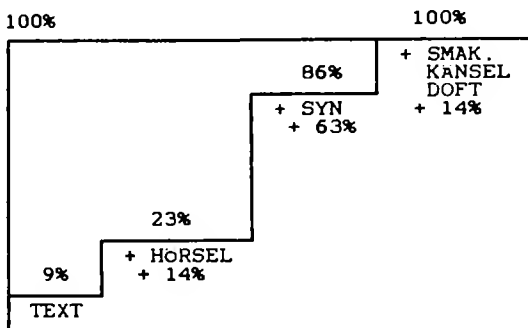 100%
100%
+ SMAK.
KÄNSEL
DOFT
+ 14%
86%
+ SYN
+ 63%
23%
+ HÖRSEL
+ 14%
9%
TEXT